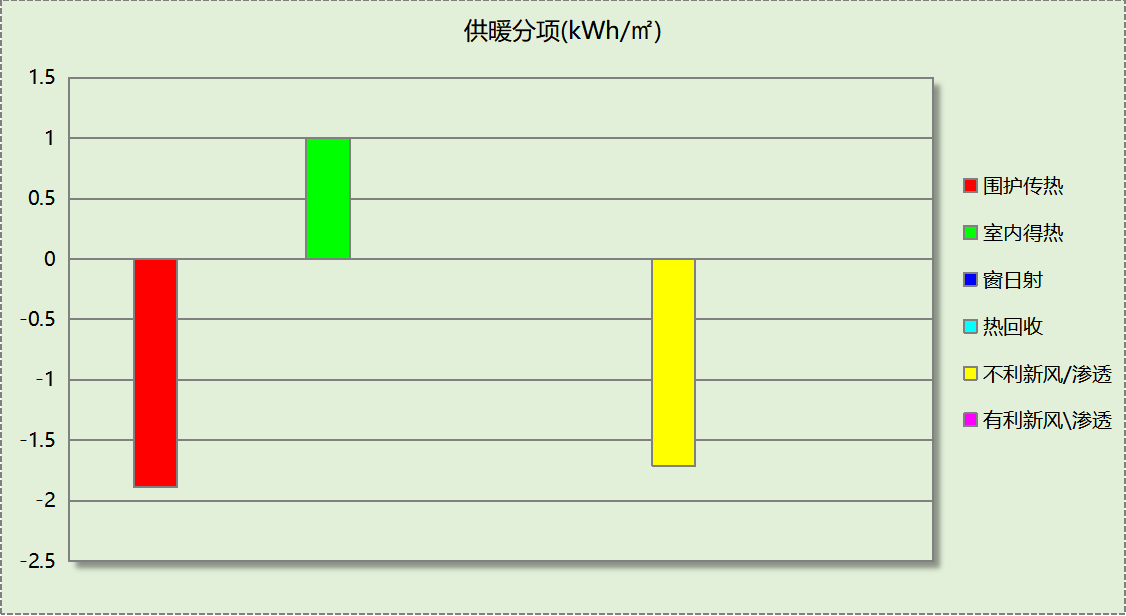 供暖分项(kWh/㎡)
1.5
1
0.5
0
-0.5
-1
-1.5
-2
-2.5
围护传热
室内得热
窗日射
热回收
不利新风/渗透
有利新风\渗透